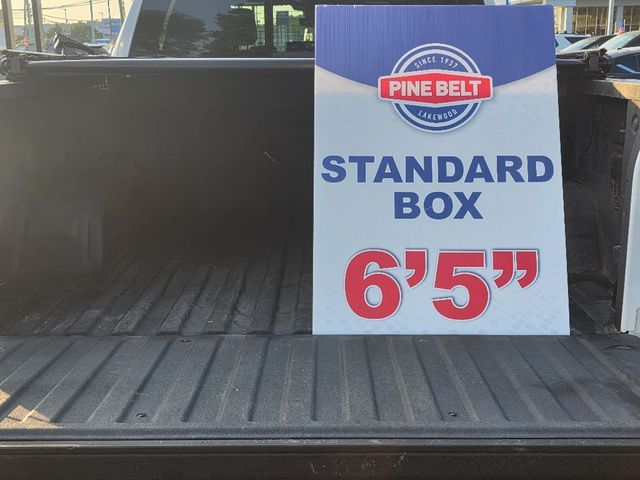 SINCE 1937
PINE BELT
LAKEWOOD
STANDARD
BOX
6’5”